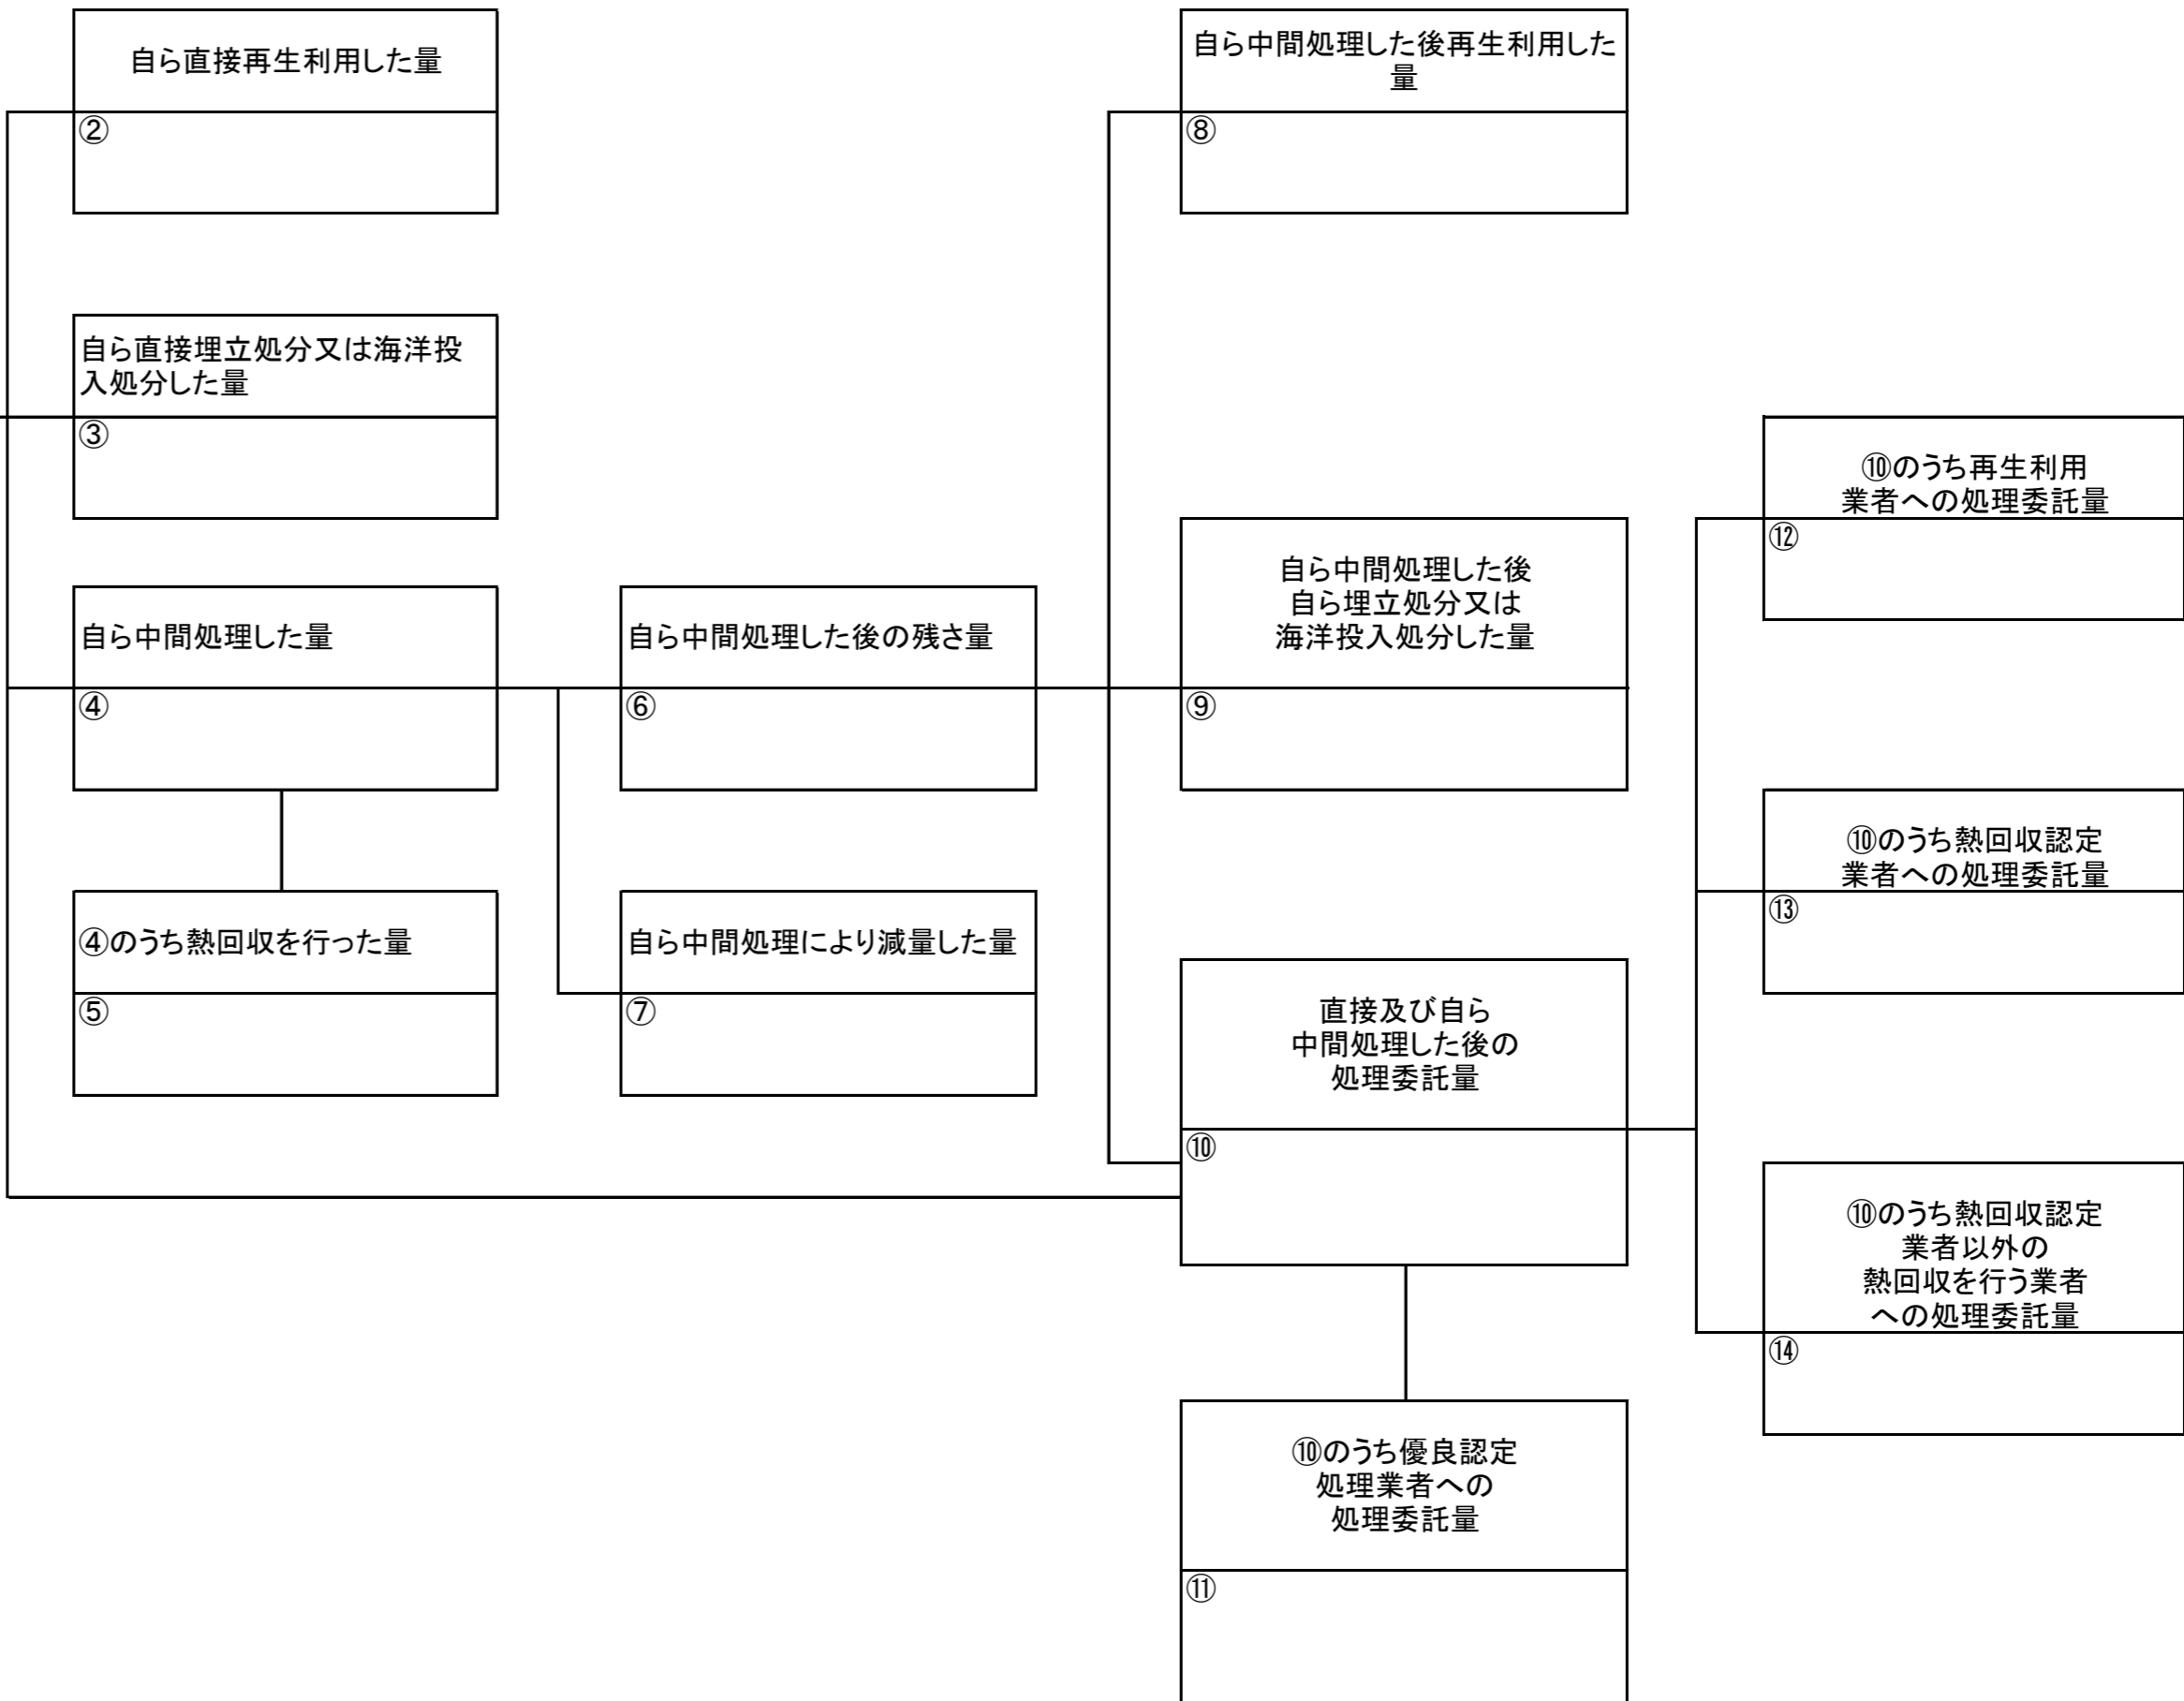 自ら直接再生利用した量
②
自ら中間処理した後再生利用した
量
⑧
自ら直接埋立処分又は海洋投
入処分した量
③
⑩のうち再生利用
業者への処理委託量
⑫
自ら中間処理した量
④
自ら中間処理した後の残さ量
⑥
自ら中間処理した後
自ら埋立処分又は
海洋投入処分した量
⑨
⑩のうち熱回収認定
業者への処理委託量
⑬
④のうち熱回収を行った量
⑤
自ら中間処理により減量した量
⑦
直接及び自ら
中間処理した後の
処理委託量
⑩
⑩のうち熱回収認定
業者以外の
熱回収を行う業者
への処理委託量
⑭
⑩のうち優良認定
処理業者への
処理委託量
⑪